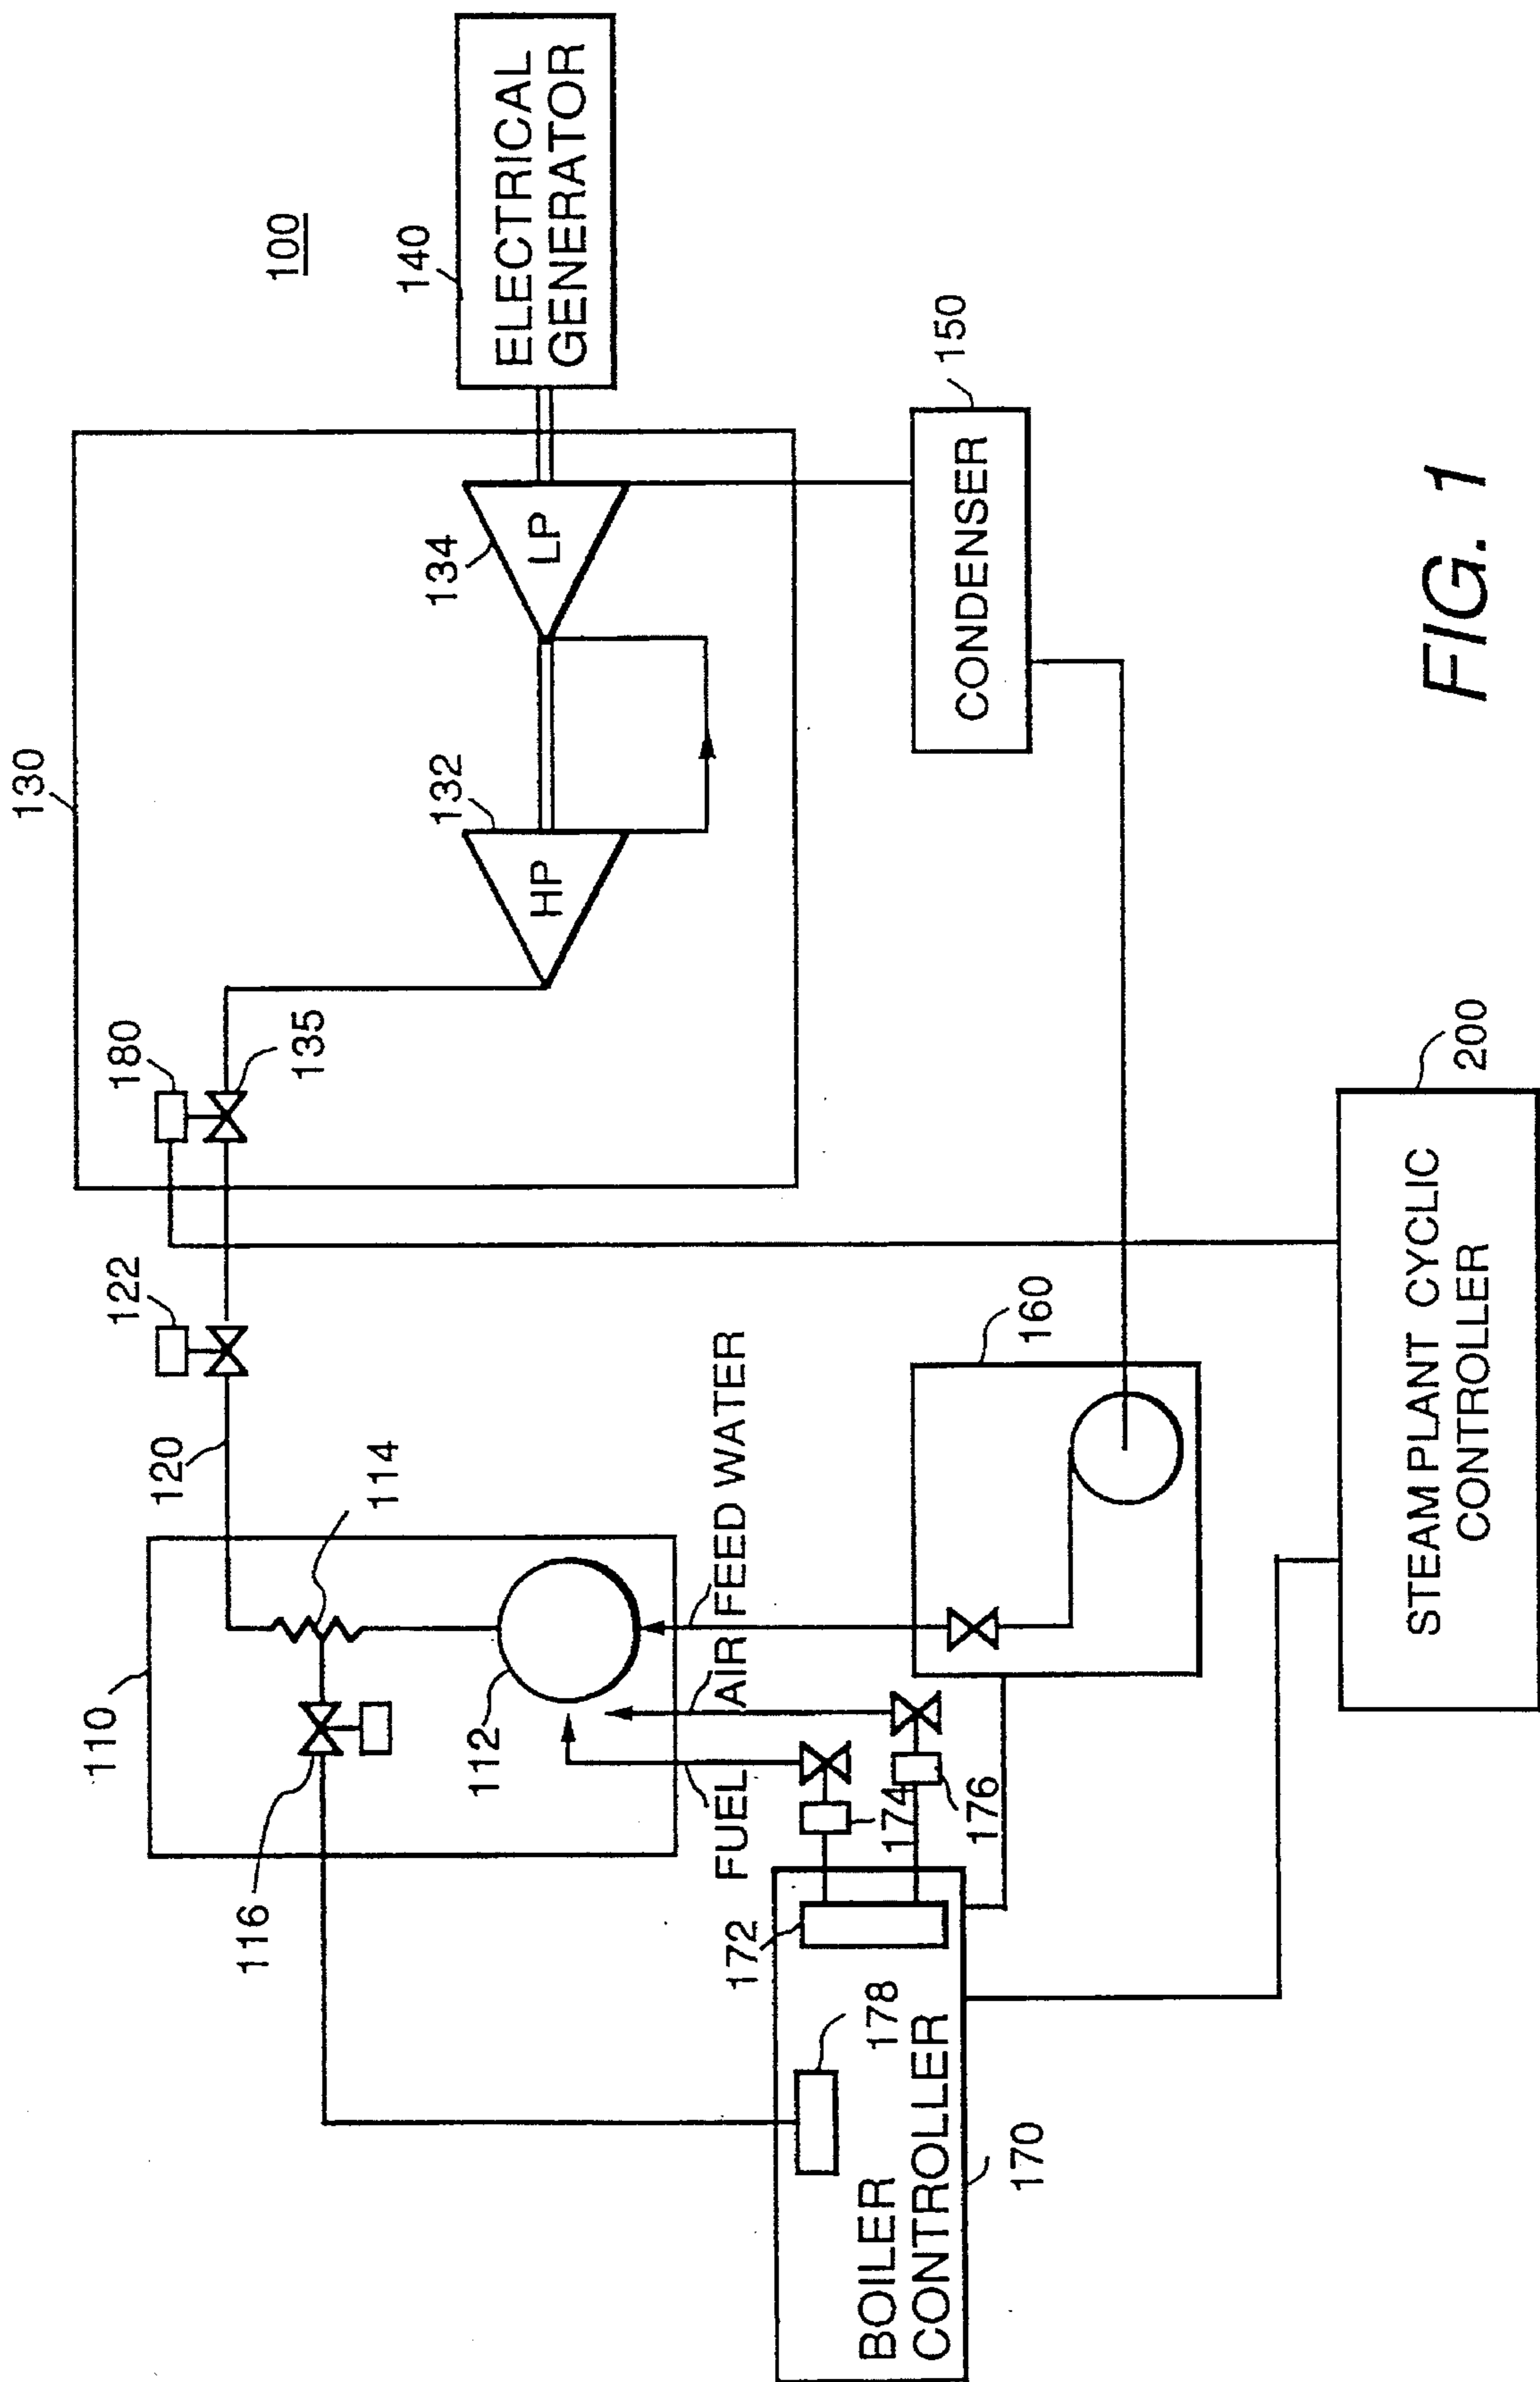 100
130
180
135
132
HP
134
LP
140
ELECTRICAL
GENERATOR
122
120
110
114
116
112
FUEL
AIR
FEED WATER
174
176
172
178
BOILER
CONTROLLER
170
160
150
CONDENSER
200
STEAM PLANT CYCLIC
CONTROLLER
FIG. 1